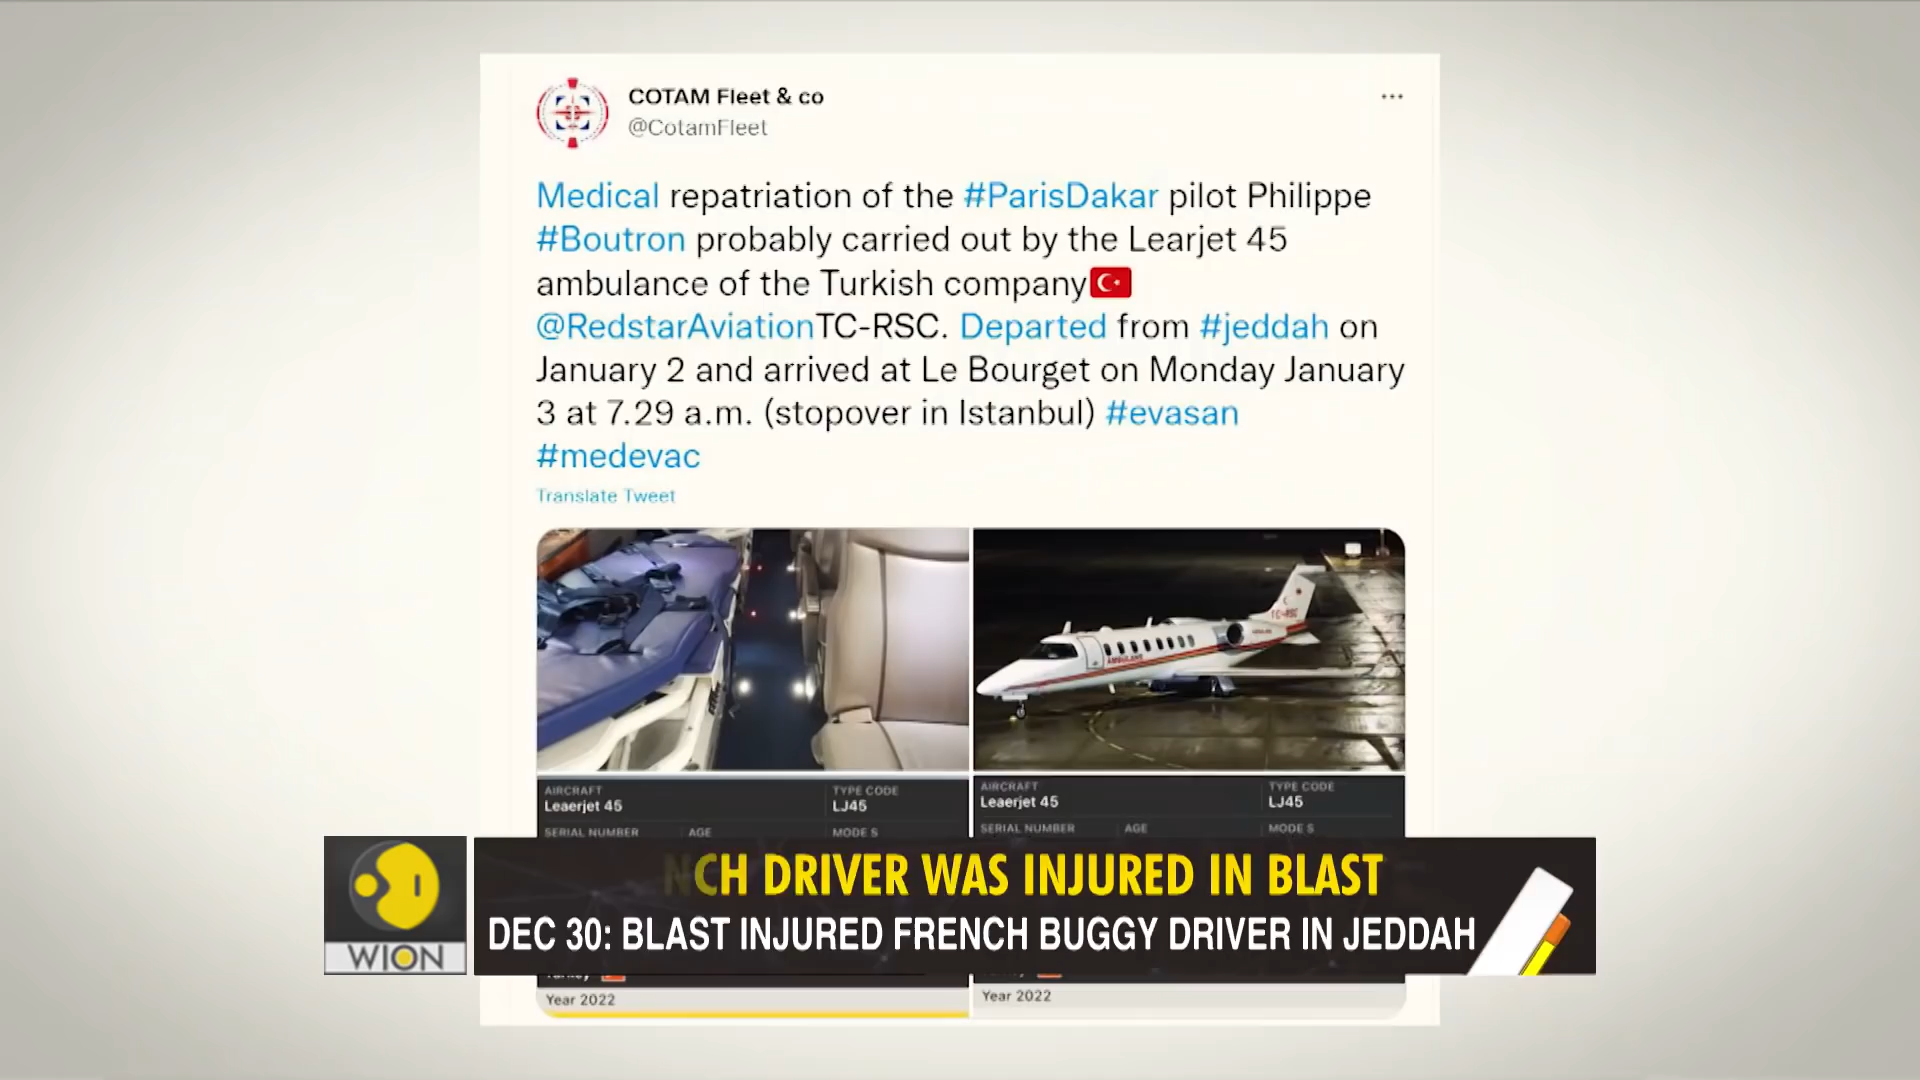 COTAM Fleet & co
@CotamFleet
Medical repatriation of the #ParisDakar pilot Philippe
#Boutron probably carried out by the Learjet 45
ambulance of the Turkish company
@RedstarAviationTC-RSC. Departed from #jeddah on
January 2 and arrived at Le Bourget on Monday January
3 at 7.29 a.m. (stopover in Istanbul) #evasan
#medevac
Translate Tweet
TC-RSC
AMBULANCE
AIRCRAFT
Leaerjet 45
TYPE CODE
LJ45
SERIAL NUMBER
AGE
MODE S
AIRCRAFT
Leaerjet 45
TYPE CODE
LJ45
SERIAL NUMBER
AGE
MODE S
NCH DRIVER WAS INJURED IN BLAST
DEC 30: BLAST INJURED FRENCH BUGGY DRIVER IN JEDDAH
WION
Year 2022
Year 2022